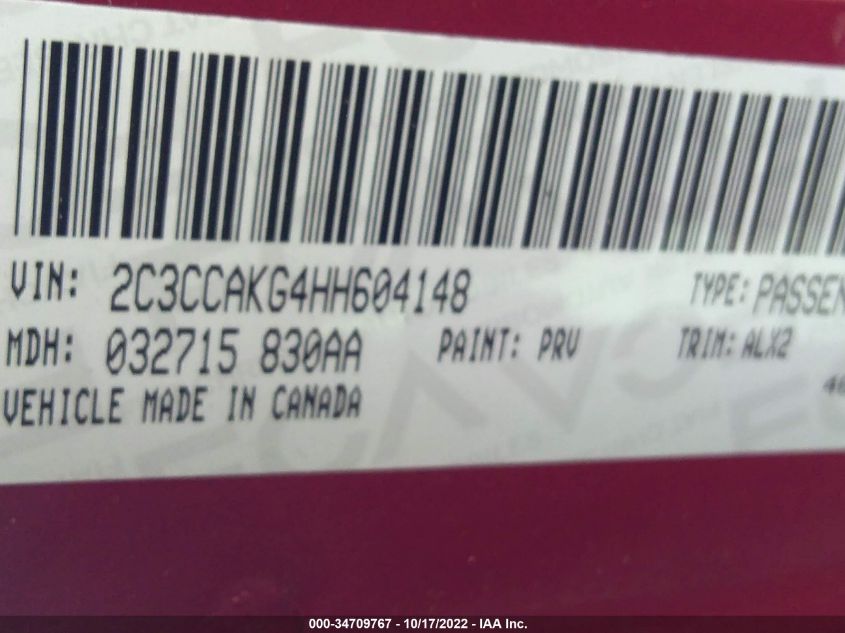 VIN: 2C3CCAKG4HH604148 TYPE: PASSEN
MDH: 032715 830AA PAINT: PRV TRIM: ALX2
VEHICLE MADE IN CANADA
000-34709767 - 10/17/2022 - IAA Inc.